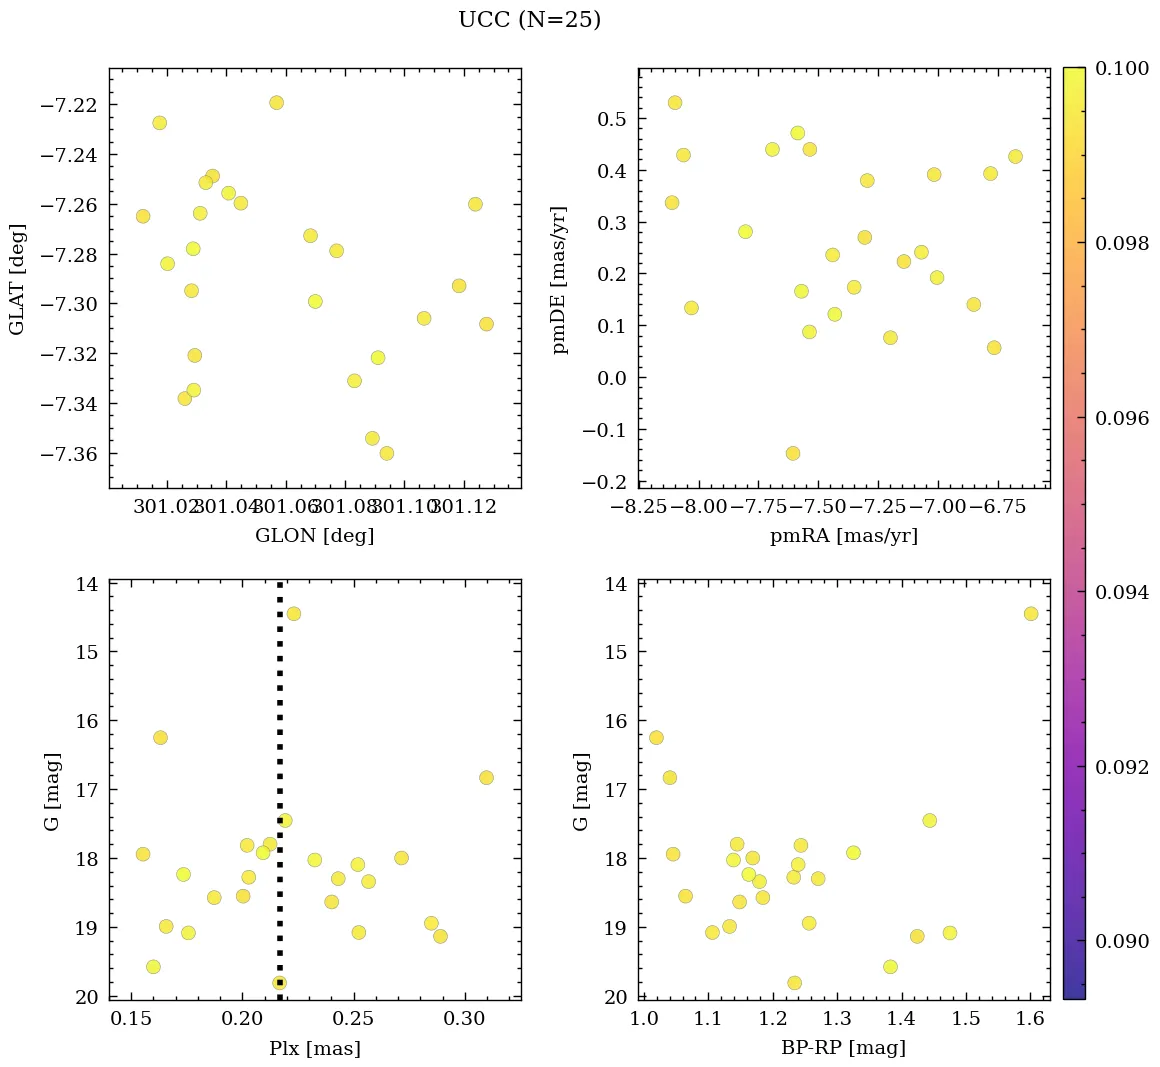 UCC (N=25)
−7.22
−7.24
−7.26
−7.28
−7.30
−7.32
−7.34
−7.36
GLAT [deg]
301.02 301.04 301.06 301.08 301.10 301.12
GLON [deg]
0.5
0.4
0.3
0.2
0.1
0.0
−0.1
−0.2
pmDE [mas/yr]
−8.25 −8.00 −7.75 −7.50 −7.25 −7.00 −6.75
pmRA [mas/yr]
14
15
16
17
18
19
20
G [mag]
0.15 0.20 0.25 0.30
Plx [mas]
14
15
16
17
18
19
20
G [mag]
1.0 1.1 1.2 1.3 1.4 1.5 1.6
BP-RP [mag]
0.100
0.098
0.096
0.094
0.092
0.090